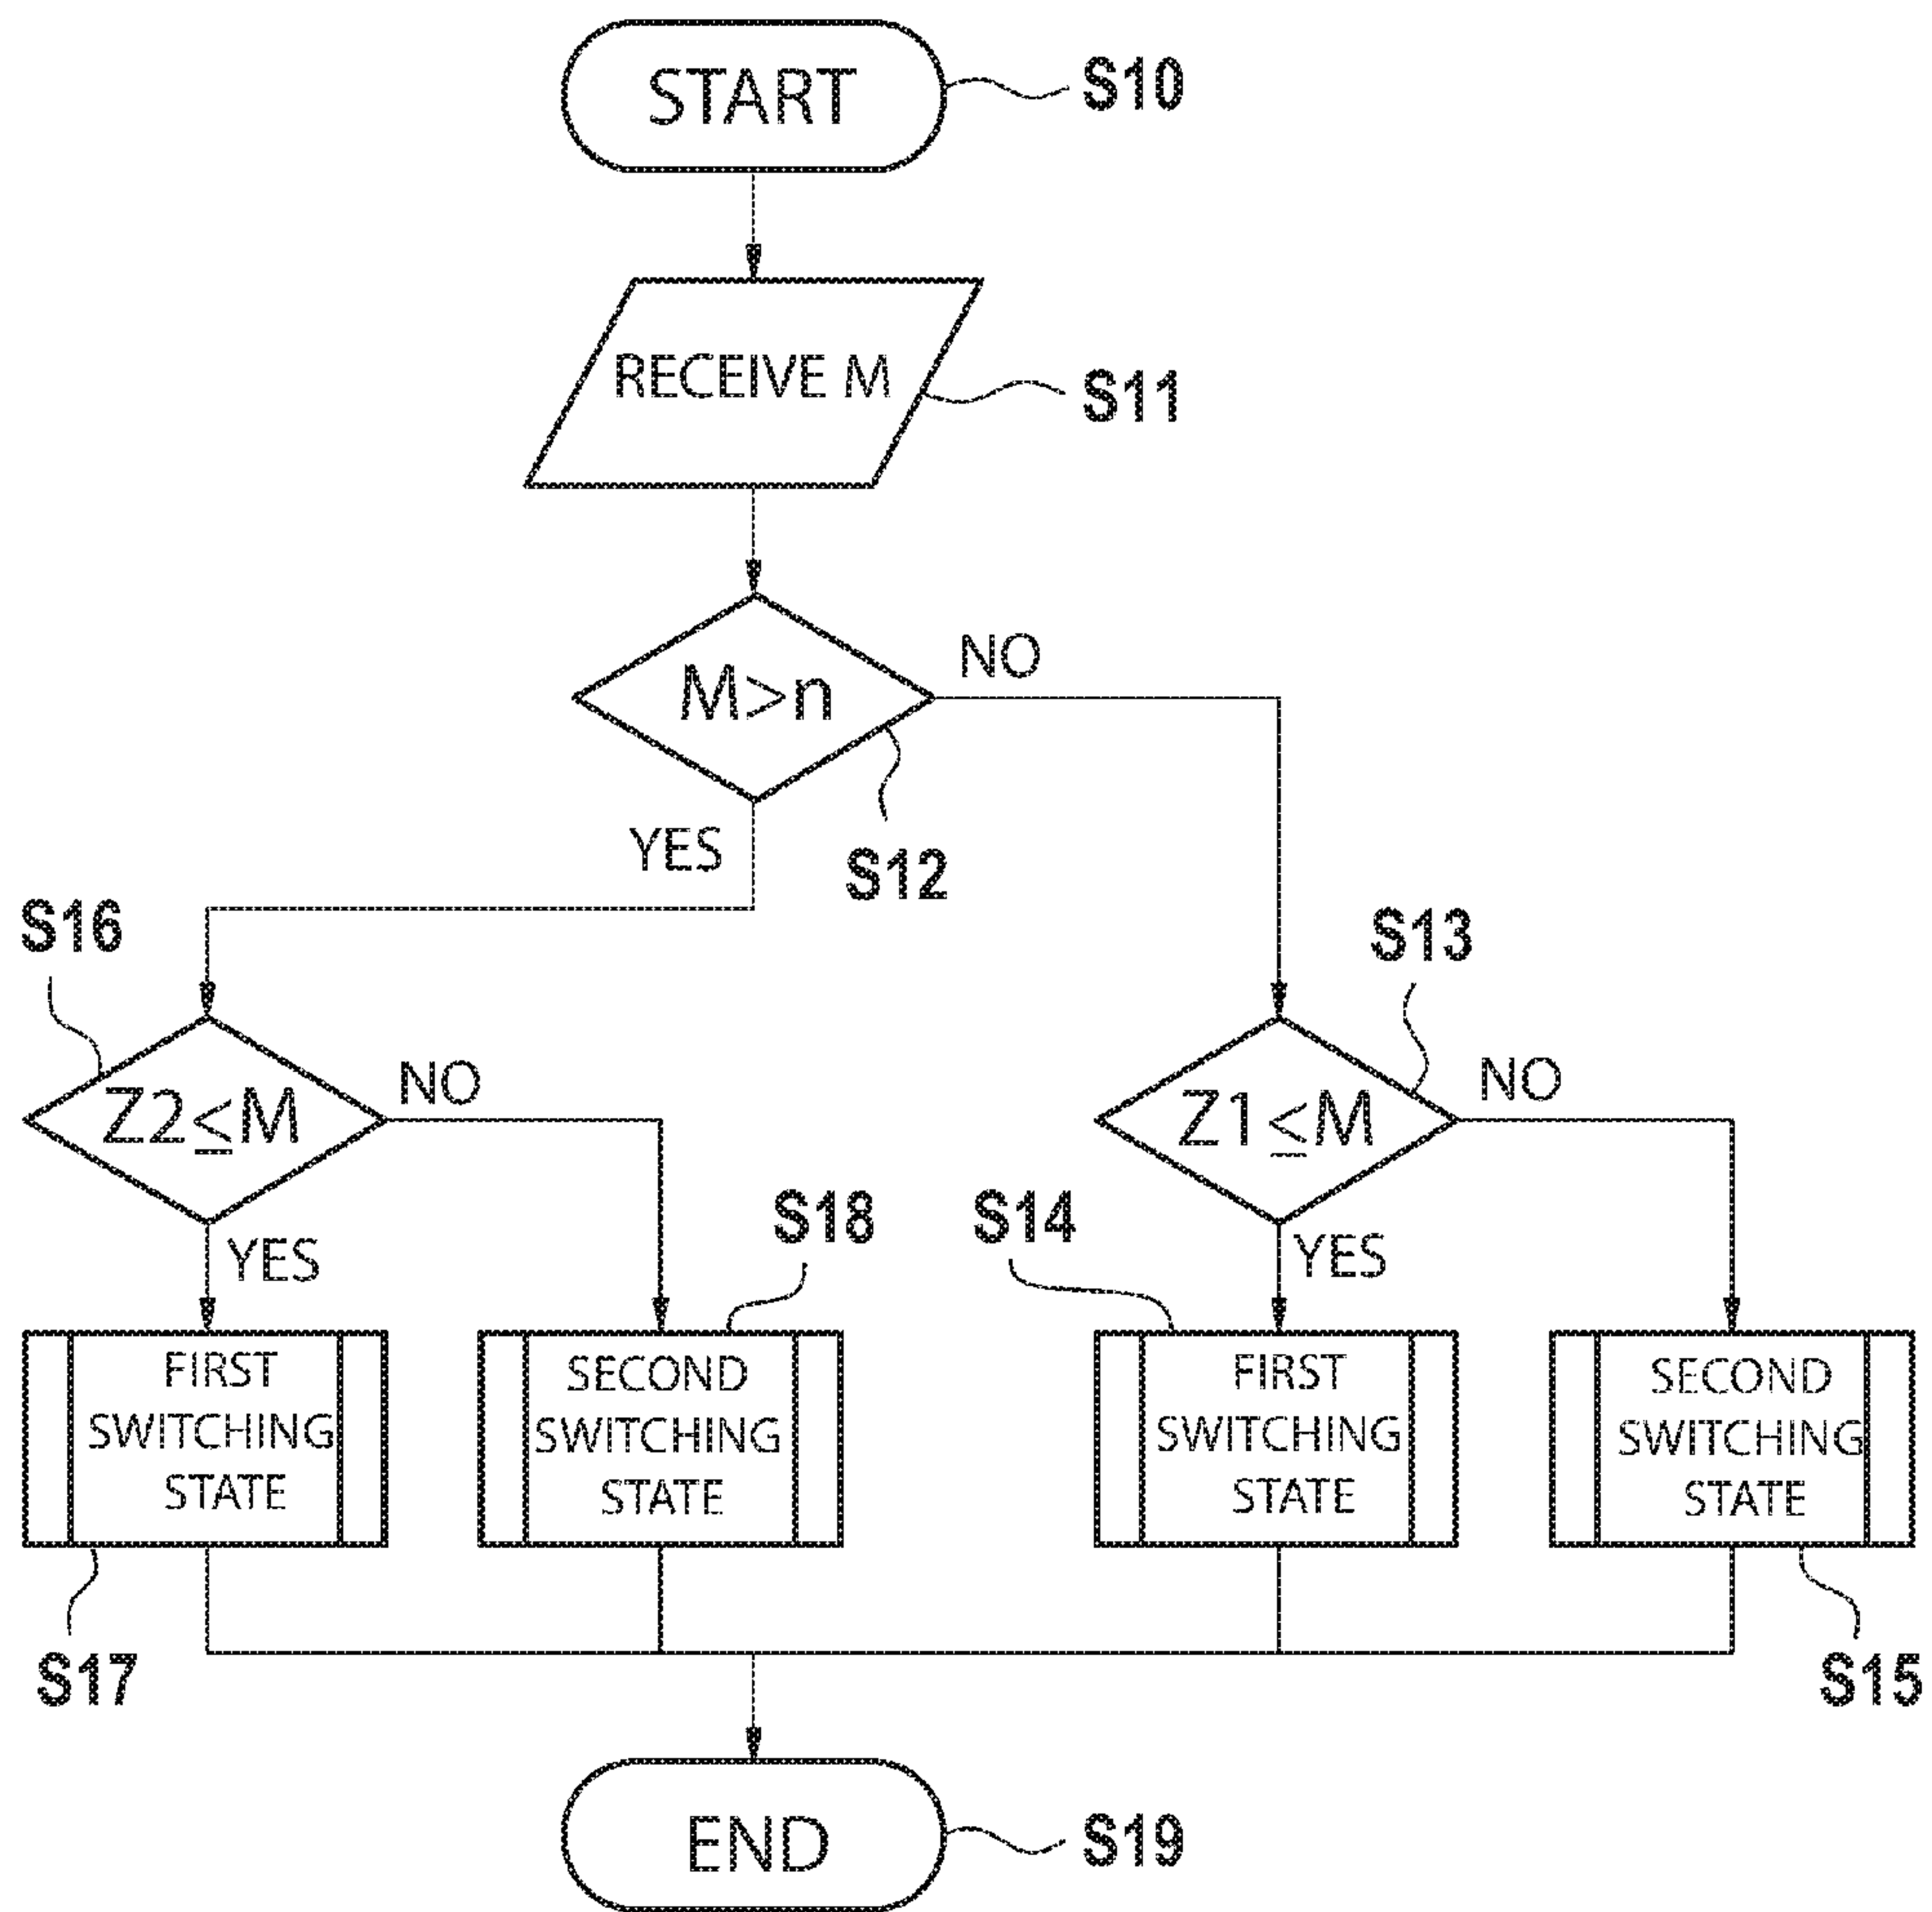 START
S10
RECEIVE M
S11
M>n
NO
YES
S12
S16
S13
Z2≤M
NO
Z1≤M
NO
YES
S18
S14
YES
FIRST
SWITCHING
STATE
SECOND
SWITCHING
STATE
FIRST
SWITCHING
STATE
SECOND
SWITCHING
STATE
S17
S15
END
S19